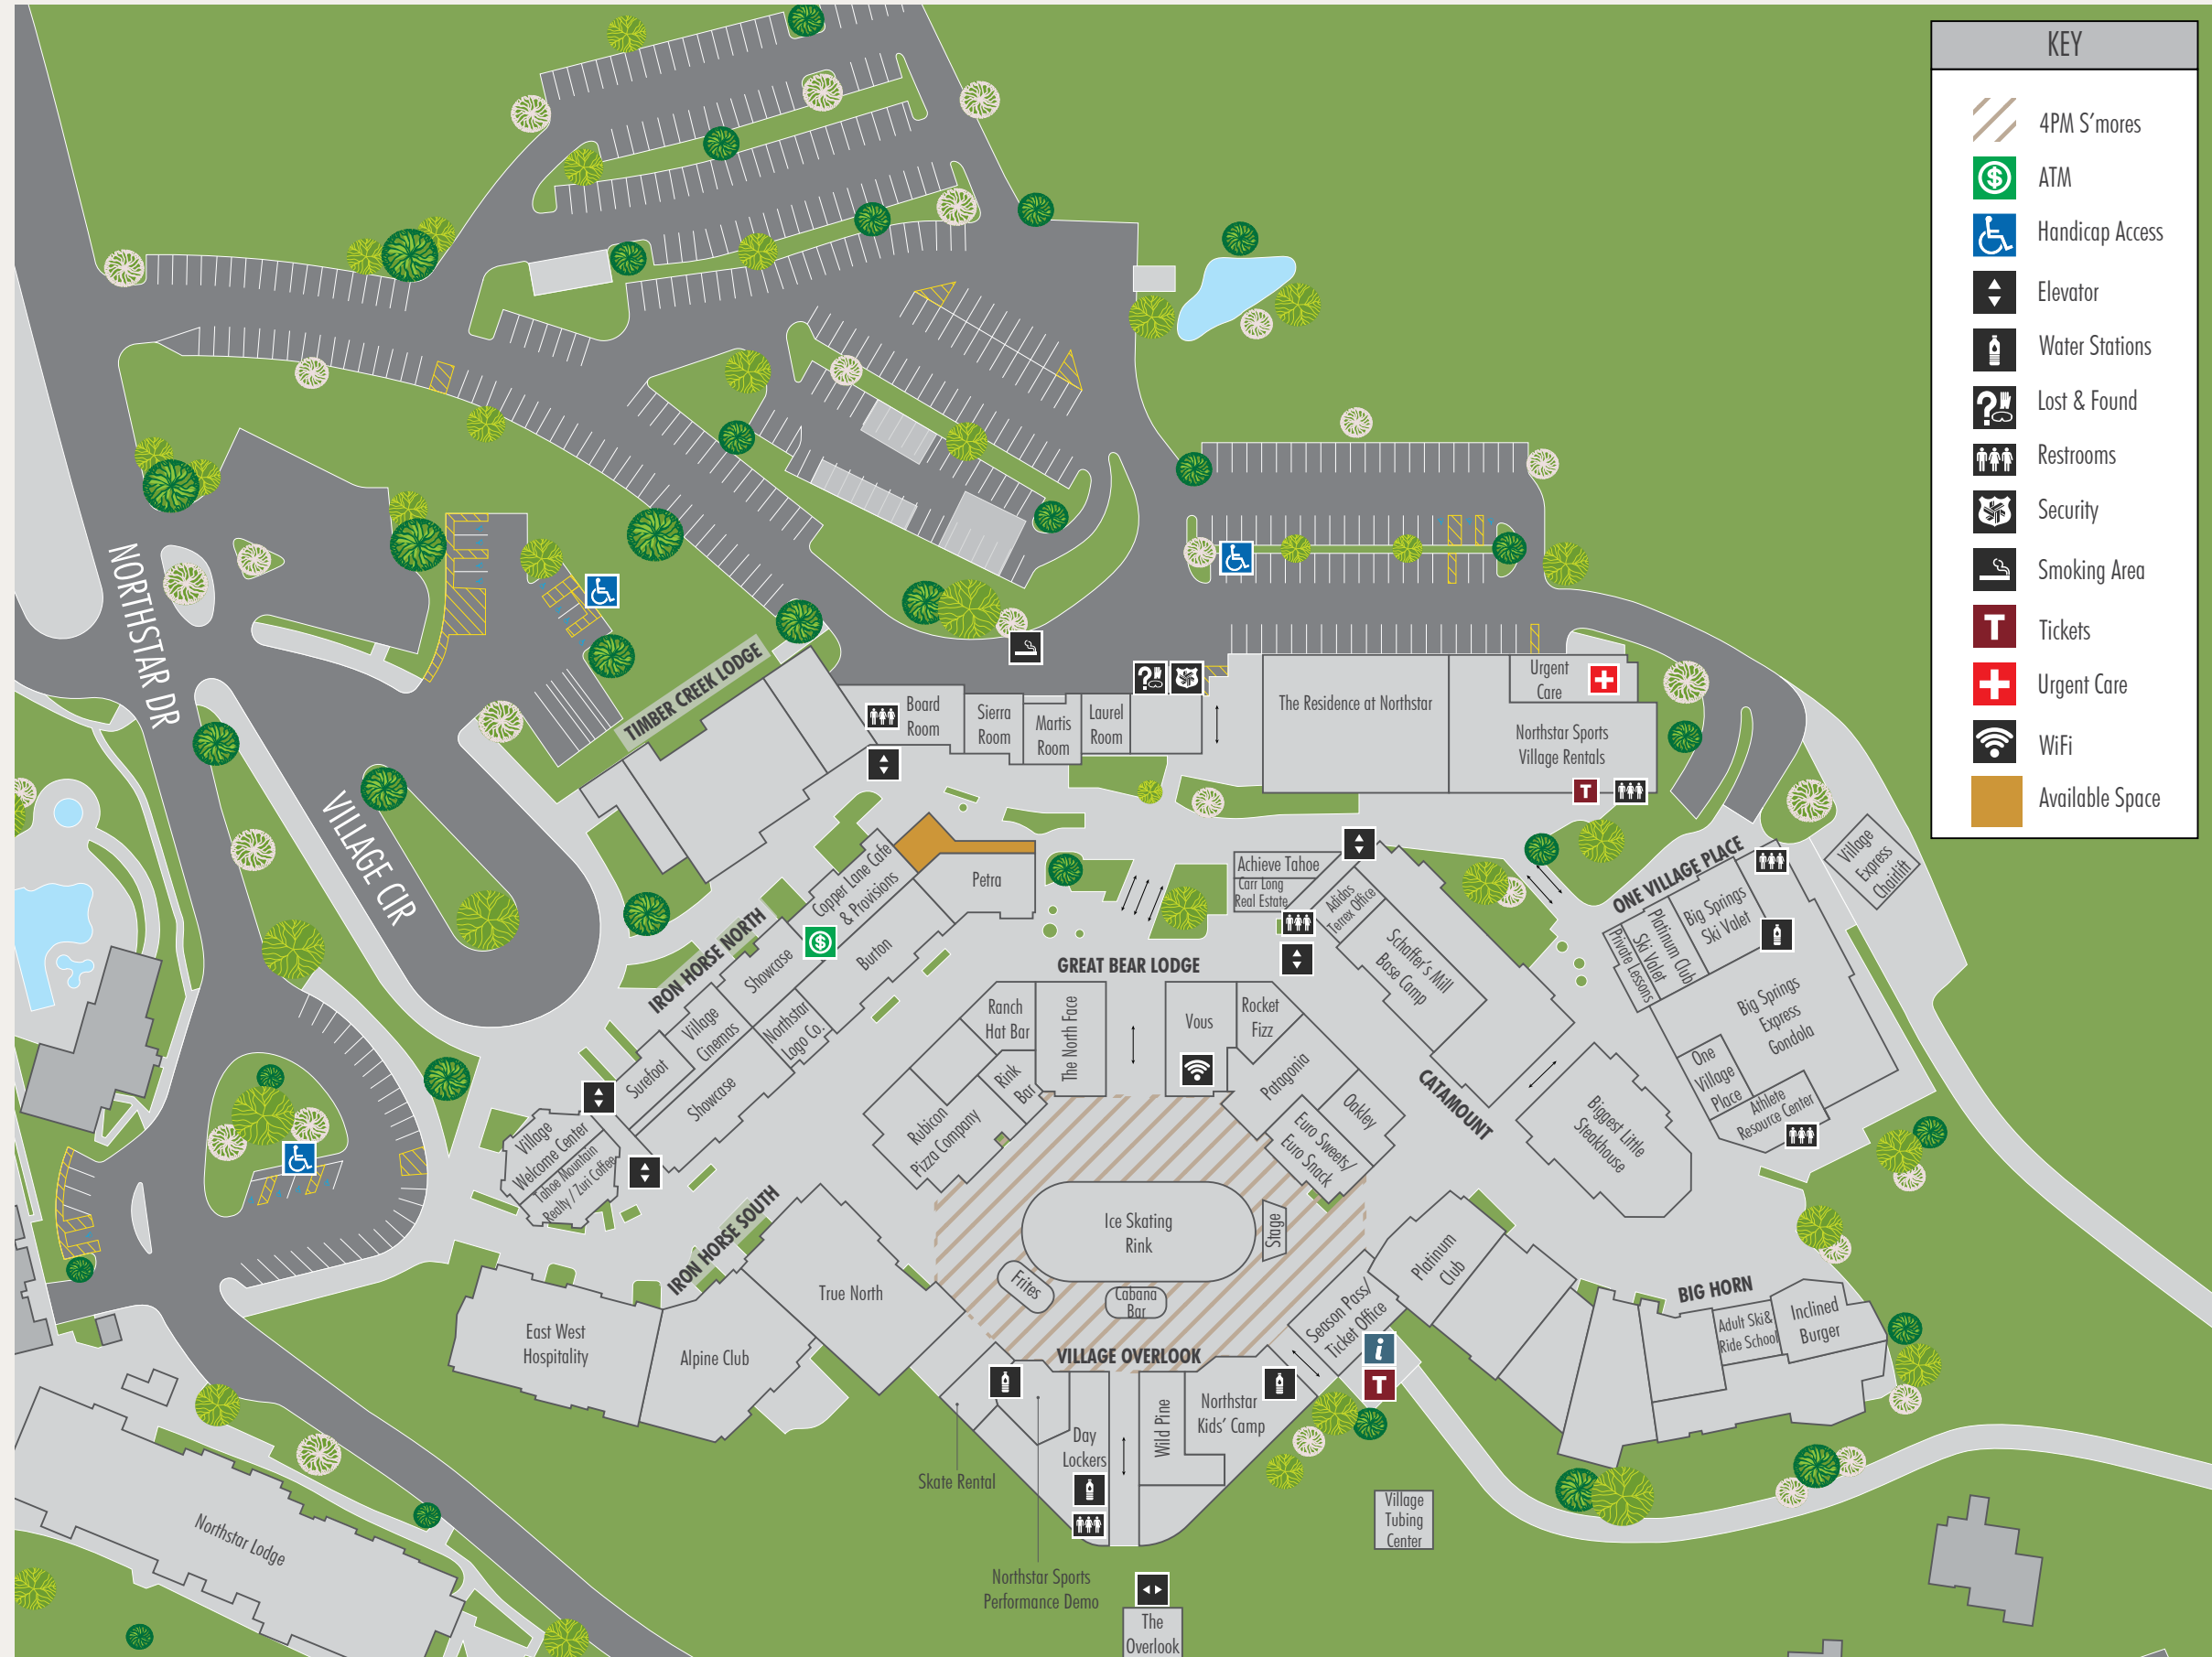 KEY
4PM S'mores
ATM
Handicap Access
Elevator
Water Stations
Lost & Found
Restrooms
Security
Smoking Area
T
Tickets
Urgent Care
WiFi
Available Space
NORTHSTAR DR
VILLAGE CIR
TIMBER CREEK LODGE
Board
Room
Sierra
Room
Martis
Room
Laurel
Room
The Residence at Northstar
Urgent
Care
Northstar Sports
Village Rentals
T
Copper Lane Cafe
& Provisions
Petra
IRON HORSE NORTH
Showcase
Burton
Village
Cinemas
Northstar
Logo Co.
Surefoot
Showcase
Village
Welcome Center
Tahoe Mountain
Realty / Zuri Coffee
GREAT BEAR LODGE
Achieve Tahoe
Carr Long
Real Estate
Adidas
Terrex Office
Schaffer's Mill
Base Camp
ONE VILLAGE PLACE
Village
Express
Chairlift
Private Lessons
Platinum Club
Ski Valet
Big Springs
Ski Valet
Big Springs
Express
Gondola
One
Village
Place
Athlete
Resource Center
Ranch
Hat Bar
The North Face
Vous
Rocket
Fizz
Rink
Bar
Rubicon
Pizza Company
Patagonia
Oakley
Euro Sweets/
Euro Snack
CATAMOUNT
Biggest Little
Steakhouse
Ice Skating
Rink
Stage
Frites
Cabana
Bar
IRON HORSE SOUTH
True North
East West
Hospitality
Alpine Club
VILLAGE OVERLOOK
Season Pass/
Ticket Office
i
T
Platinum
Club
BIG HORN
Adult Ski&
Ride School
Inclined
Burger
Day
Lockers
Wild Pine
Northstar
Kids' Camp
Skate Rental
Northstar Sports
Performance Demo
Village
Tubing
Center
The
Overlook
Northstar Lodge